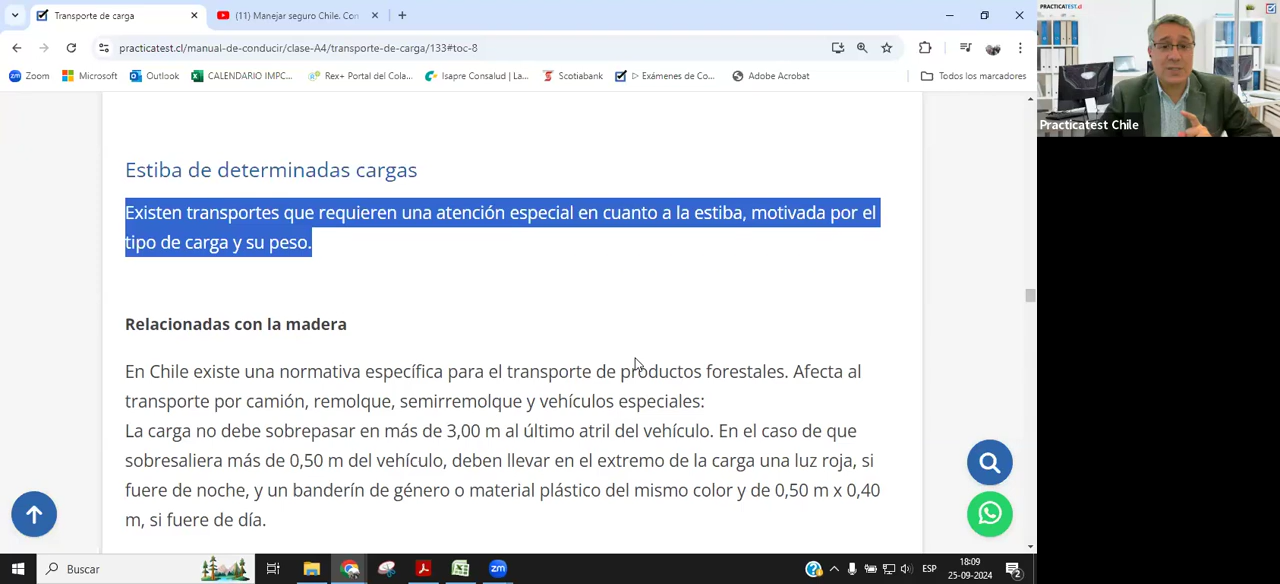 Transporte de carga
(11) Manejar seguro Chile. Con
practicatest.cl/manual-de-conducir/clase-A4/transporte-de-carga/133#toc-8
Zoom
Microsoft
Outlook
CALENDARIO IMPC...
Rex+ Portal del Cola...
Isapre Consalud | La...
Scotiabank
▷ Exámenes de Co...
Adobe Acrobat
Todos los marcadores
PRACTICATEST.cl
Practicatest Chile
Estiba de determinadas cargas
Existen transportes que requieren una atención especial en cuanto a la estiba, motivada por el
tipo de carga y su peso.
Relacionadas con la madera
En Chile existe una normativa específica para el transporte de productos forestales. Afecta al
transporte por camión, remolque, semirremolque y vehículos especiales:
La carga no debe sobrepasar en más de 3,00 m al último atril del vehículo. En el caso de que
sobresaliera más de 0,50 m del vehículo, deben llevar en el extremo de la carga una luz roja, si
fuere de noche, y un banderín de género o material plástico del mismo color y de 0,50 m x 0,40
m, si fuere de día.
Buscar
zm
ESP
18:09
25-09-2024
2